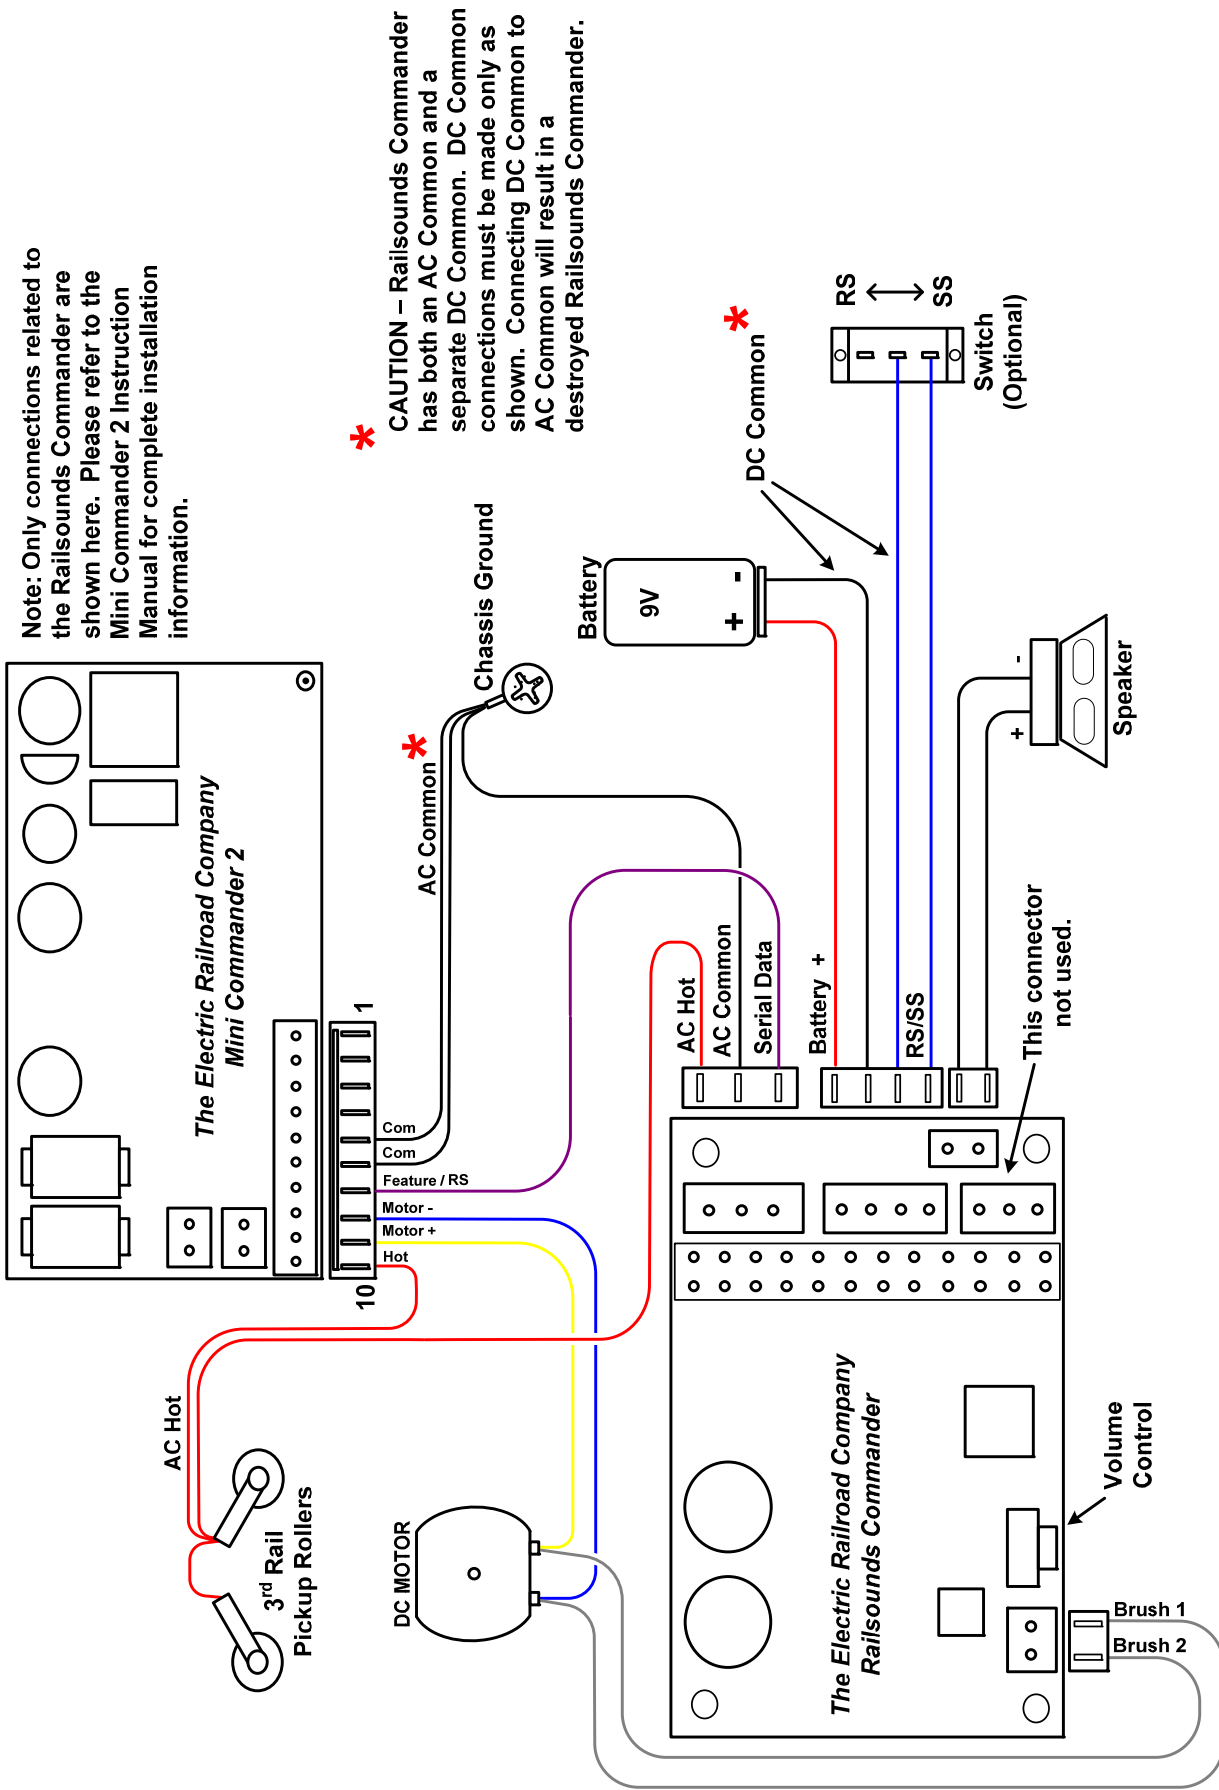 Note: Only connections related to
the Railsounds Commander are
shown here.  Please refer to the
Mini Commander 2 Instruction
Manual for complete installation
information.
*
CAUTION – Railsounds Commander
has both an AC Common and a
separate DC Common.  DC Common
connections must be made only as
shown.  Connecting DC Common to
AC Common will result in a
destroyed Railsounds Commander.
The Electric Railroad Company
Mini Commander 2
1
10
Com
Com
Feature / RS
Motor -
Motor +
Hot
AC Common
*
Chassis Ground
AC Hot
3rd Rail
Pickup Rollers
DC MOTOR
Battery
9V
+
-
DC Common
*
RS
SS
Switch
(Optional)
AC Hot
AC Common
Serial Data
Battery +
RS/SS
+
-
Speaker
This connector
not used.
The Electric Railroad Company
Railsounds Commander
Volume
Control
Brush 1
Brush 2